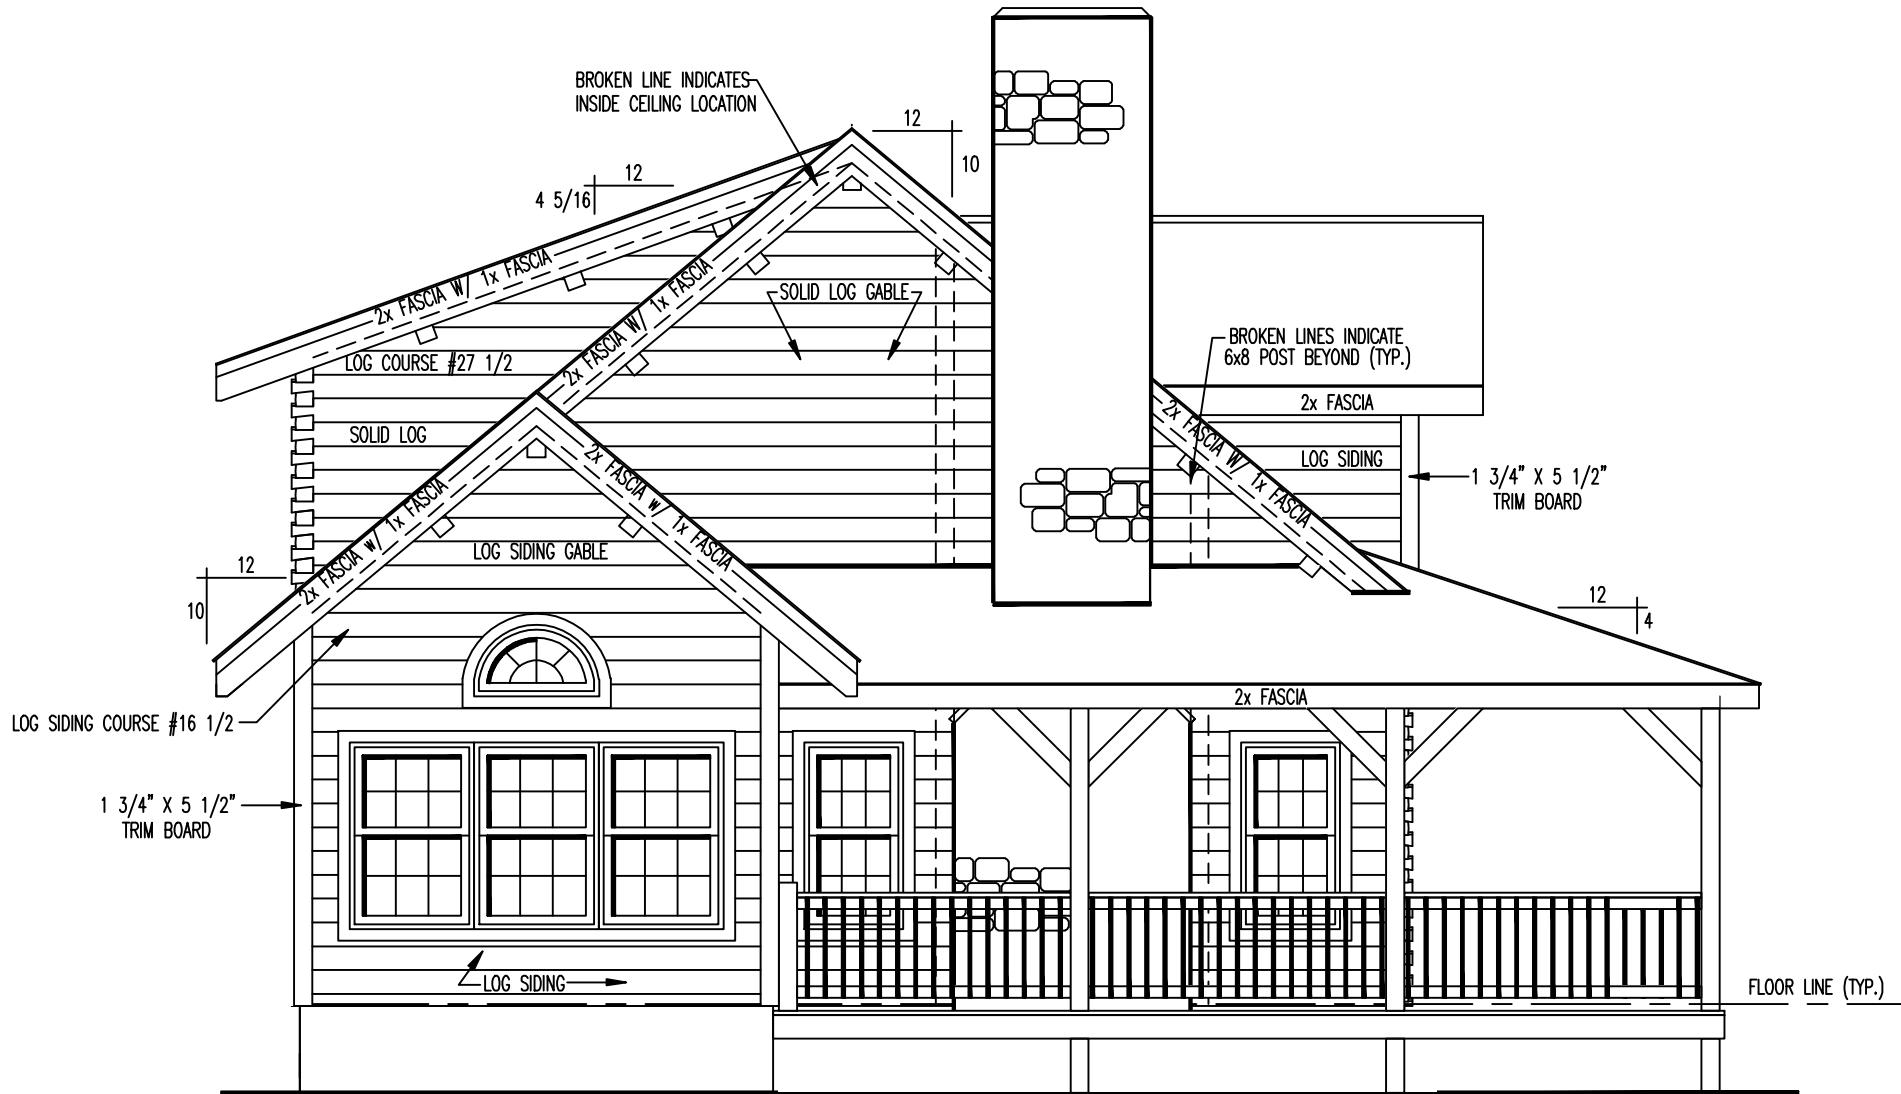 BROKEN LINE INDICATES
INSIDE CEILING LOCATION
12
10
12
4 5/16
2x FASCIA W/ 1x FASCIA
2x FASCIA W/ 1x FASCIA
SOLID LOG GABLE
BROKEN LINES INDICATE
6x8 POST BEYOND (TYP.)
LOG COURSE #27 1/2
2x FASCIA
SOLID LOG
2x FASCIA W/ 1x FASCIA
LOG SIDING
1 3/4" X 5 1/2"
TRIM BOARD
2x FASCIA w/ 1x FASCIA
2x FASCIA w/ 1x FASCIA
LOG SIDING GABLE
12
10
12
4
2x FASCIA
LOG SIDING COURSE #16 1/2
1 3/4" X 5 1/2"
TRIM BOARD
LOG SIDING
FLOOR LINE (TYP.)